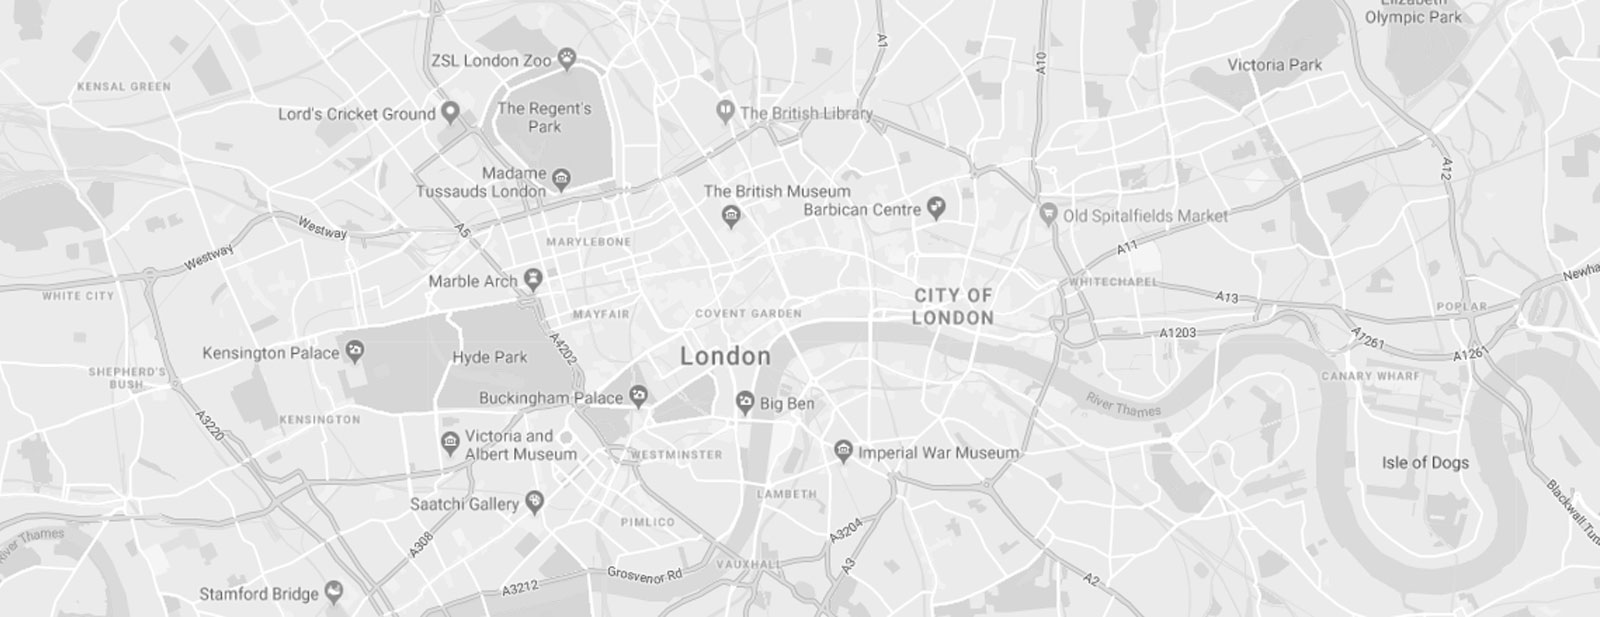 Elizabeth
Olympic Park
ZSL London Zoo
A1
A10
Victoria Park
KENSAL GREEN
Lord's Cricket Ground
The Regent's
Park
The British Library
A12
Madame
Tussauds London
The British Museum
Barbican Centre
Old Spitalfields Market
Westway
A5
MARYLEBONE
A11
Westway
Marble Arch
WHITECHAPEL
Newha
WHITE CITY
CITY OF
LONDON
A13
POPLAR
MAYFAIR
COVENT GARDEN
A1203
A1261
A4202
Kensington Palace
Hyde Park
London
A1261
SHEPHERD'S
BUSH
CANARY WHARF
Buckingham Palace
Big Ben
River Thames
KENSINGTON
A3220
Victoria and
Albert Museum
WESTMINSTER
Imperial War Museum
Isle of Dogs
LAMBETH
Saatchi Gallery
Blackwall Tun
PIMLICO
A3204
River Thames
A308
VAUXHALL
A3
Grosvenor Rd
A2
A3212
Stamford Bridge